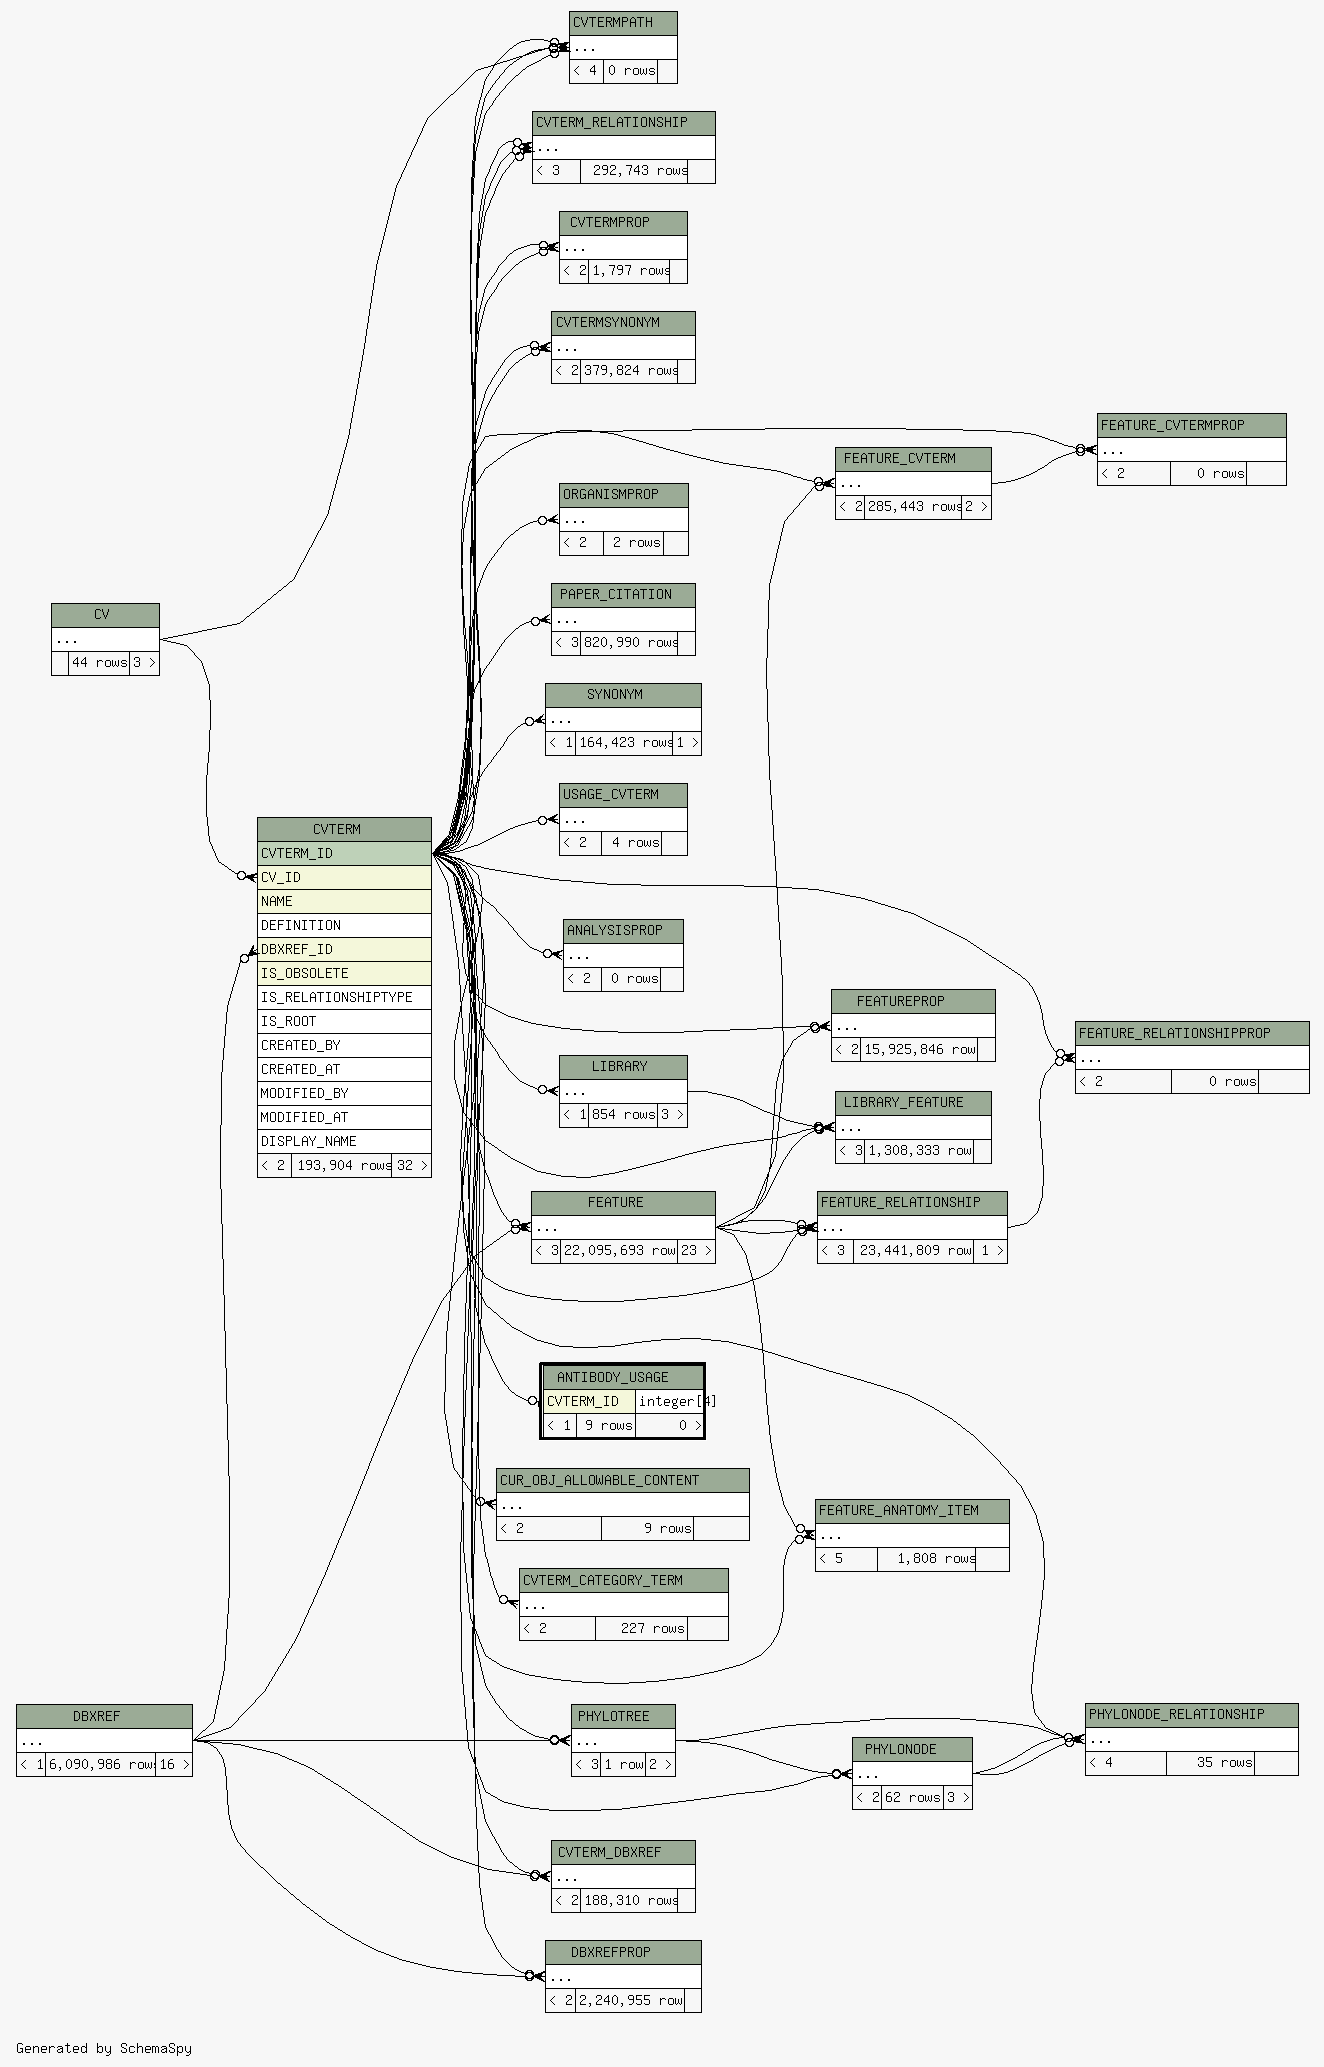 CVTERMPATH
...
< 4 0 rows
CVTERM_RELATIONSHIP
...
< 3 292,743 rows
CVTERMPROP
...
< 2 1,797 rows
CVTERMSYNONYM
...
< 2 379,824 rows
FEATURE_CVTERMPROP
...
< 2 0 rows
FEATURE_CVTERM
...
< 2 285,443 rows 2 >
ORGANISMPROP
...
< 2 2 rows
PAPER_CITATION
...
< 3 820,990 rows
CV
...
44 rows 3 >
SYNONYM
...
< 1 164,423 rows 1 >
USAGE_CVTERM
...
< 2 4 rows
CVTERM
CVTERM_ID
CV_ID
NAME
DEFINITION
DBXREF_ID
IS_OBSOLETE
IS_RELATIONSHIPTYPE
IS_ROOT
CREATED_BY
CREATED_AT
MODIFIED_BY
MODIFIED_AT
DISPLAY_NAME
< 2 193,904 rows 32 >
ANALYSISPROP
...
< 2 0 rows
FEATUREPROP
...
< 2 15,925,846 row
FEATURE_RELATIONSHIPPROP
...
< 2 0 rows
LIBRARY
...
< 1 854 rows 3 >
LIBRARY_FEATURE
...
< 3 1,308,333 row
FEATURE
...
< 3 22,095,693 row 23 >
FEATURE_RELATIONSHIP
...
< 3 23,441,809 row 1 >
ANTIBODY_USAGE
CVTERM_ID integer[4]
< 1 9 rows 0 >
CUR_OBJ_ALLOWABLE_CONTENT
...
< 2 9 rows
FEATURE_ANATOMY_ITEM
...
< 5 1,808 rows
CVTERM_CATEGORY_TERM
...
< 2 227 rows
DBXREF
...
< 1 6,090,986 rows 16 >
PHYLOTREE
...
< 3 1 row 2 >
PHYLONODE_RELATIONSHIP
...
< 4 35 rows
PHYLONODE
...
< 2 62 rows 3 >
CVTERM_DBXREF
...
< 2 188,310 rows
DBXREFPROP
...
< 2 2,240,955 row
Generated by SchemaSpy